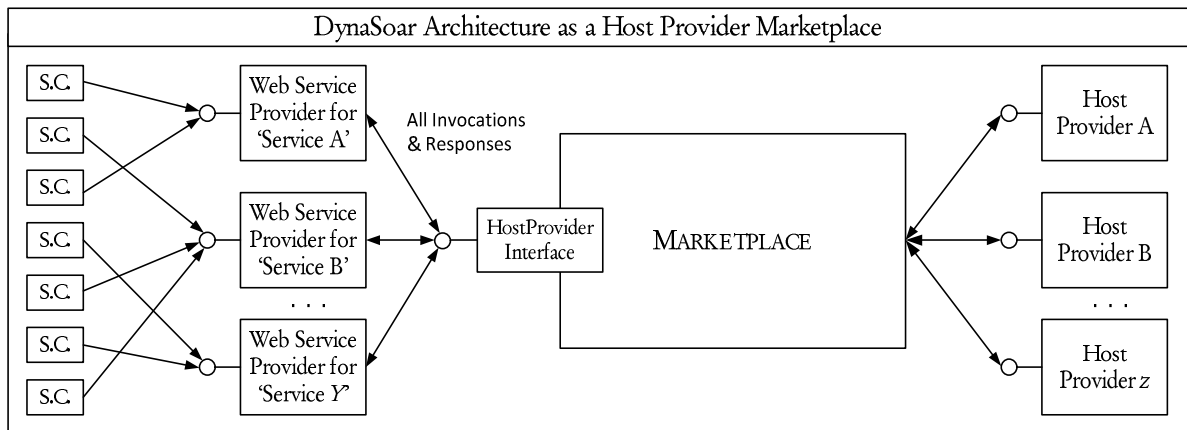 DynaSoar Architecture as a Host Provider Marketplace
S.C.
S.C.
S.C.
S.C.
S.C.
S.C.
S.C.
Web Service
Provider for
‘Service A’
Web Service
Provider for
‘Service B’
. . .
Web Service
Provider for
‘Service Y’
All Invocations
& Responses
HostProvider
Interface
MARKETPLACE
Host
Provider A
Host
Provider B
. . .
Host
Provider z